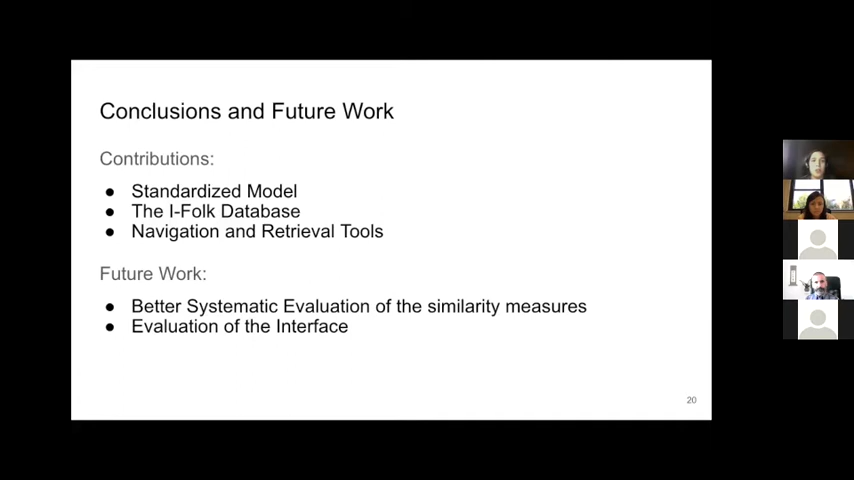 Conclusions and Future Work
Contributions:
● Standardized Model
● The I-Folk Database
● Navigation and Retrieval Tools
Future Work:
● Better Systematic Evaluation of the similarity measures
● Evaluation of the Interface
20